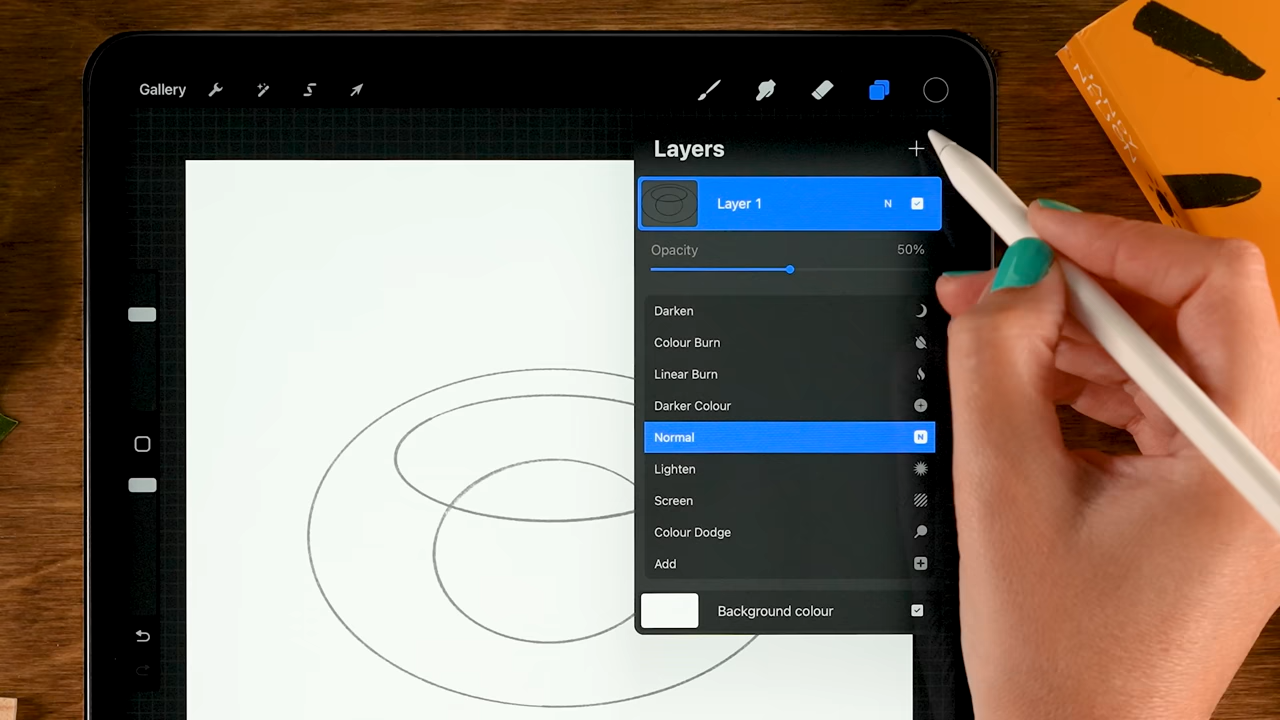 Gallery
Layers
Layer 1 N
Opacity 50%
Darken
Colour Burn
Linear Burn
Darker Colour
Normal N
Lighten
Screen
Colour Dodge
Add
Background colour